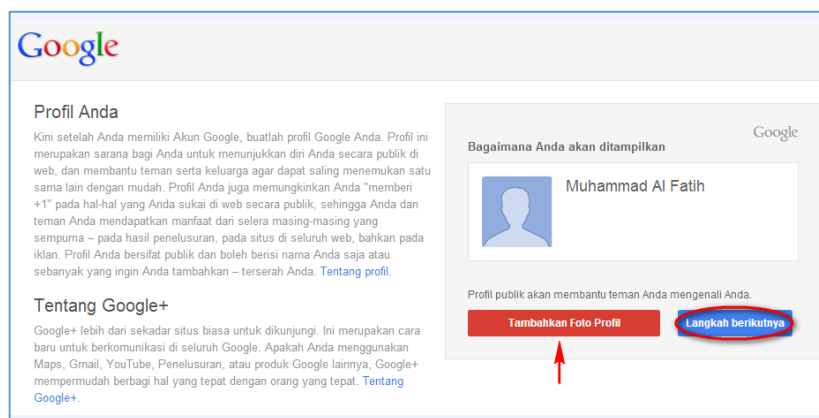 Google
Profil Anda
Kini setelah Anda memiliki Akun Google, buatlah profil Google Anda. Profil ini
merupakan sarana bagi Anda untuk menunjukkan diri Anda secara publik di
web, dan membantu teman serta keluarga agar dapat saling menemukan satu
sama lain dengan mudah. Profil Anda juga memungkinkan Anda "memberi
+1" pada hal-hal yang Anda sukai di web secara publik, sehingga Anda dan
teman Anda mendapatkan manfaat dari selera masing-masing yang
sempurna – pada hasil penelusuran, pada situs di seluruh web, bahkan pada
iklan. Profil Anda bersifat publik dan boleh berisi nama Anda saja atau
sebanyak yang ingin Anda tambahkan – terserah Anda. Tentang profil.
Tentang Google+
Google+ lebih dari sekadar situs biasa untuk dikunjungi. Ini merupakan cara
baru untuk berkomunikasi di seluruh Google. Apakah Anda menggunakan
Maps, Gmail, YouTube, Penelusuran, atau produk Google lainnya, Google+
mempermudah berbagi hal yang tepat dengan orang yang tepat. Tentang
Google+.
Google
Bagaimana Anda akan ditampilkan
Muhammad Al Fatih
Profil publik akan membantu teman Anda mengenali Anda.
Tambahkan Foto Profil
Langkah berikutnya